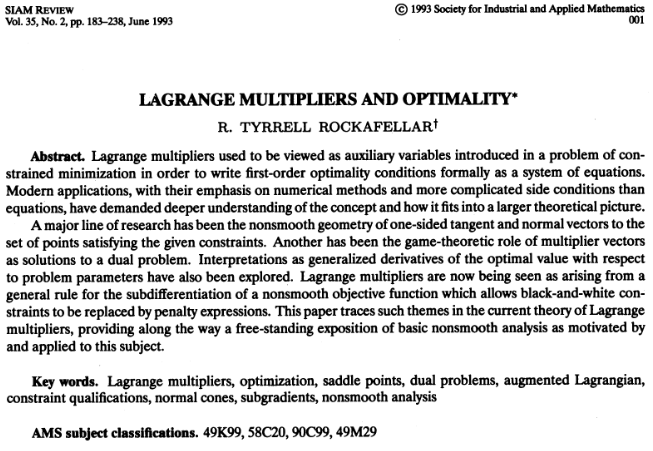 SIAM REVIEW
Vol. 35, No. 2, pp. 183–238, June 1993
© 1993 Society for Industrial and Applied Mathematics
001
LAGRANGE MULTIPLIERS AND OPTIMALITY*
R. TYRRELL ROCKAFELLAR†
Abstract. Lagrange multipliers used to be viewed as auxiliary variables introduced in a problem of con-
strained minimization in order to write first-order optimality conditions formally as a system of equations.
Modern applications, with their emphasis on numerical methods and more complicated side conditions than
equations, have demanded deeper understanding of the concept and how it fits into a larger theoretical picture.
A major line of research has been the nonsmooth geometry of one-sided tangent and normal vectors to the
set of points satisfying the given constraints. Another has been the game-theoretic role of multiplier vectors
as solutions to a dual problem. Interpretations as generalized derivatives of the optimal value with respect
to problem parameters have also been explored. Lagrange multipliers are now being seen as arising from a
general rule for the subdifferentiation of a nonsmooth objective function which allows black-and-white con-
straints to be replaced by penalty expressions. This paper traces such themes in the current theory of Lagrange
multipliers, providing along the way a free-standing exposition of basic nonsmooth analysis as motivated by
and applied to this subject.
Key words. Lagrange multipliers, optimization, saddle points, dual problems, augmented Lagrangian,
constraint qualifications, normal cones, subgradients, nonsmooth analysis
AMS subject classifications. 49K99, 58C20, 90C99, 49M29